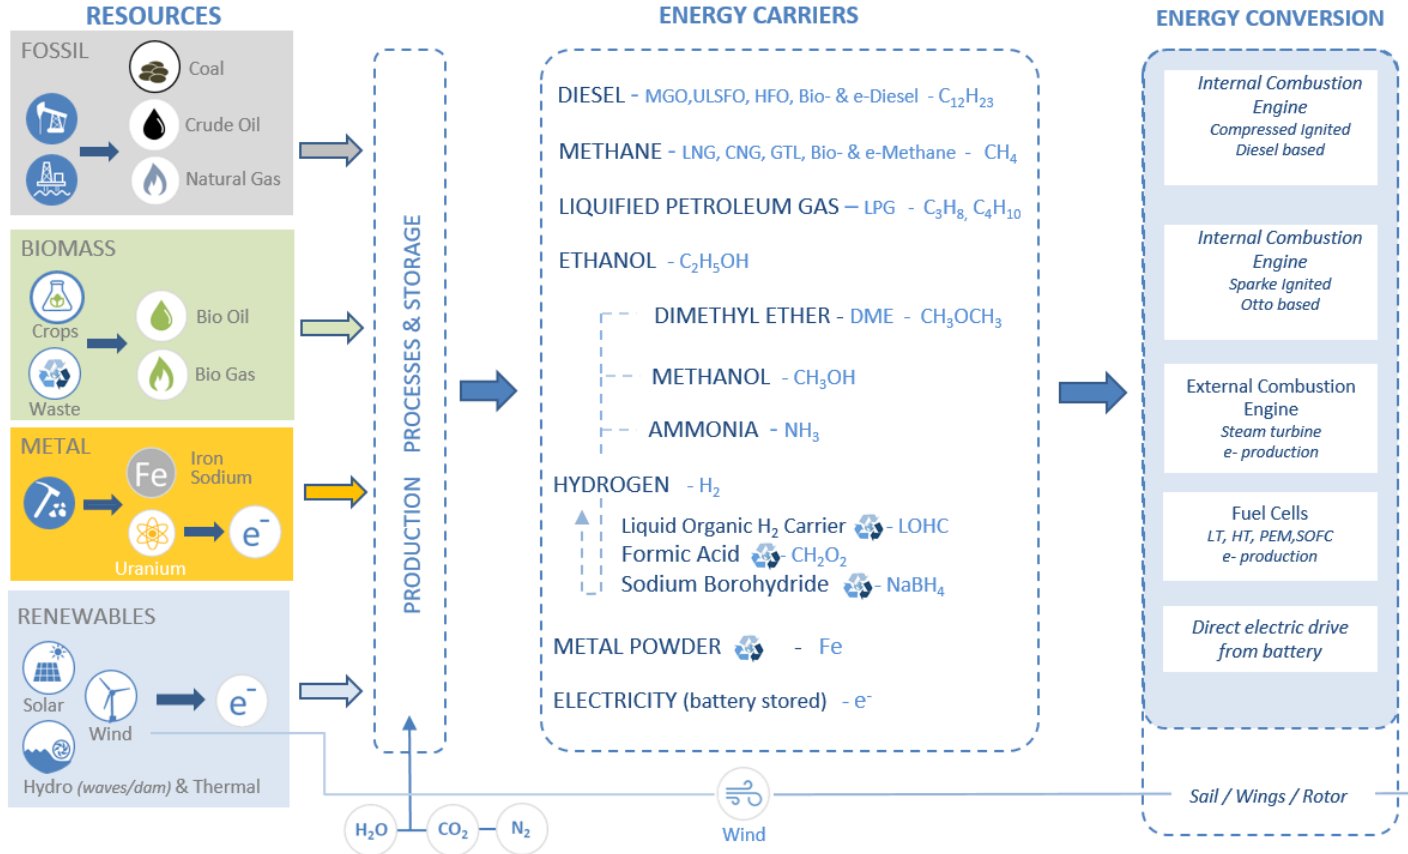 RESOURCES
ENERGY CARRIERS
ENERGY CONVERSION
FOSSIL
Coal
Crude Oil
Natural Gas
BIOMASS
Crops
Waste
Bio Oil
Bio Gas
METAL
Fe
Iron
Sodium
Uranium
e⁻
RENEWABLES
Solar
Wind
e⁻
Hydro (waves/dam) & Thermal
PRODUCTION PROCESSES & STORAGE
H₂O
CO₂
N₂
DIESEL - MGO,ULSFO, HFO, Bio- & e-Diesel - C₁₂H₂₃
METHANE - LNG, CNG, GTL, Bio- & e-Methane - CH₄
LIQUIFIED PETROLEUM GAS – LPG - C₃H₈, C₄H₁₀
ETHANOL - C₂H₅OH
DIMETHYL ETHER - DME - CH₃OCH₃
METHANOL - CH₃OH
AMMONIA - NH₃
HYDROGEN - H₂
Liquid Organic H₂ Carrier - LOHC
Formic Acid - CH₂O₂
Sodium Borohydride - NaBH₄
METAL POWDER - Fe
ELECTRICITY (battery stored) - e⁻
Wind
Internal Combustion
Engine
Compressed Ignited
Diesel based
Internal Combustion
Engine
Sparke Ignited
Otto based
External Combustion
Engine
Steam turbine
e- production
Fuel Cells
LT, HT, PEM,SOFC
e- production
Direct electric drive
from battery
Sail / Wings / Rotor